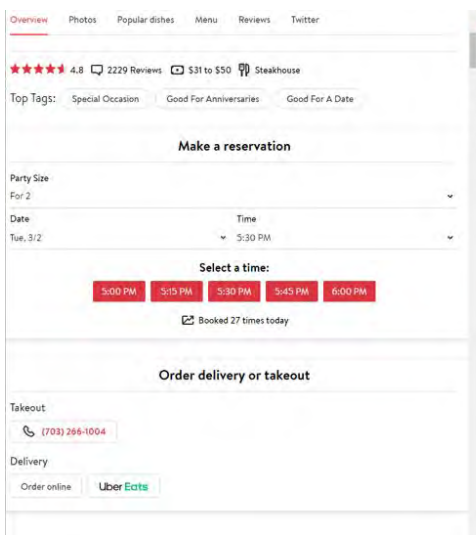 Overview Photos Popular dishes Menu Reviews Twitter
4.8 2229 Reviews $31 to $50 Steakhouse
Top Tags: Special Occasion Good For Anniversaries Good For A Date
Make a reservation
Party Size
For 2
Date Time
Tue, 3/2 5:30 PM
Select a time:
5:00 PM 5:15 PM 5:30 PM 5:45 PM 6:00 PM
Booked 27 times today
Order delivery or takeout
Takeout
(703) 266-1004
Delivery
Order online Uber Eats